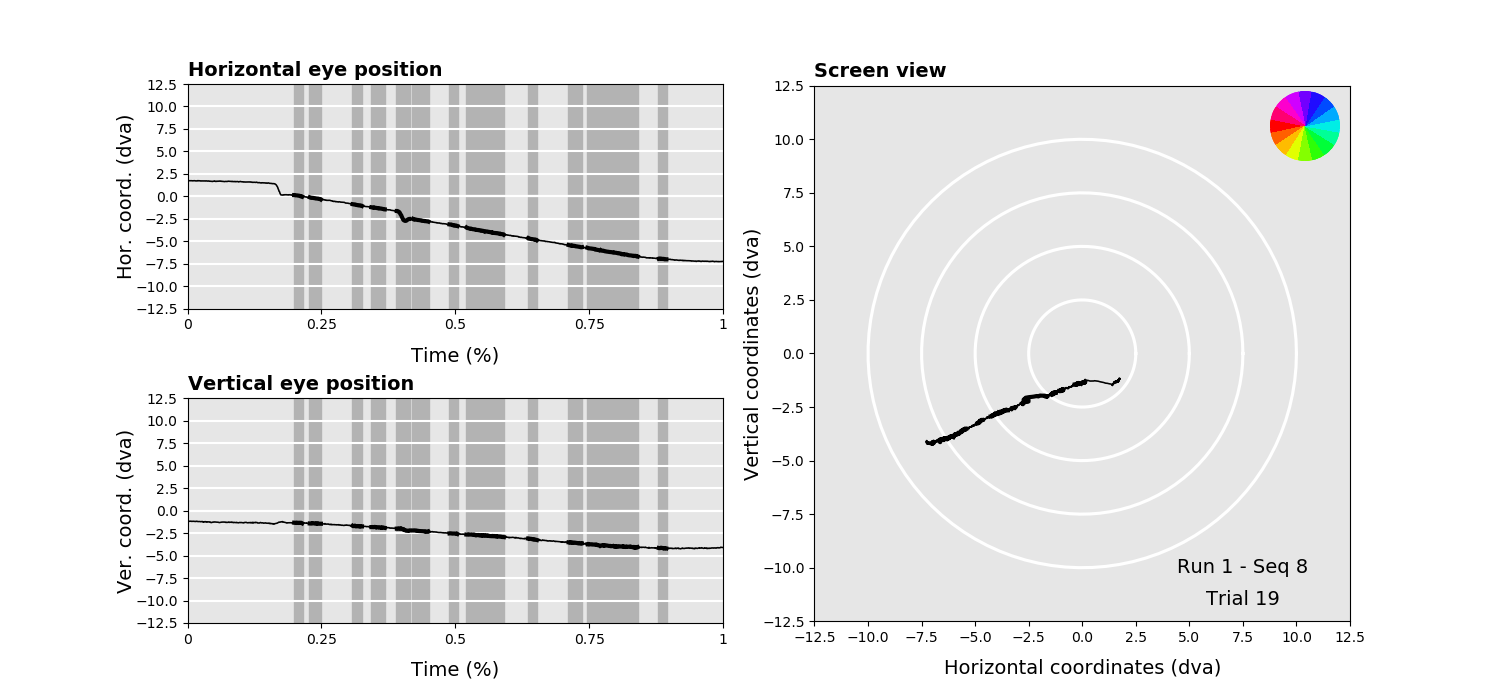 Horizontal eye position
12.5
10.0
7.5
5.0
2.5
0.0
−2.5
−5.0
−7.5
−10.0
−12.5
Hor. coord. (dva)
0 0.25 0.5 0.75 1
Time (%)
Vertical eye position
12.5
10.0
7.5
5.0
2.5
0.0
−2.5
−5.0
−7.5
−10.0
−12.5
Ver. coord. (dva)
0 0.25 0.5 0.75 1
Time (%)
Screen view
12.5
10.0
7.5
5.0
2.5
0.0
−2.5
−5.0
−7.5
−10.0
−12.5
Vertical coordinates (dva)
Run 1 - Seq 8
Trial 19
−12.5 −10.0 −7.5 −5.0 −2.5 0.0 2.5 5.0 7.5 10.0 12.5
Horizontal coordinates (dva)